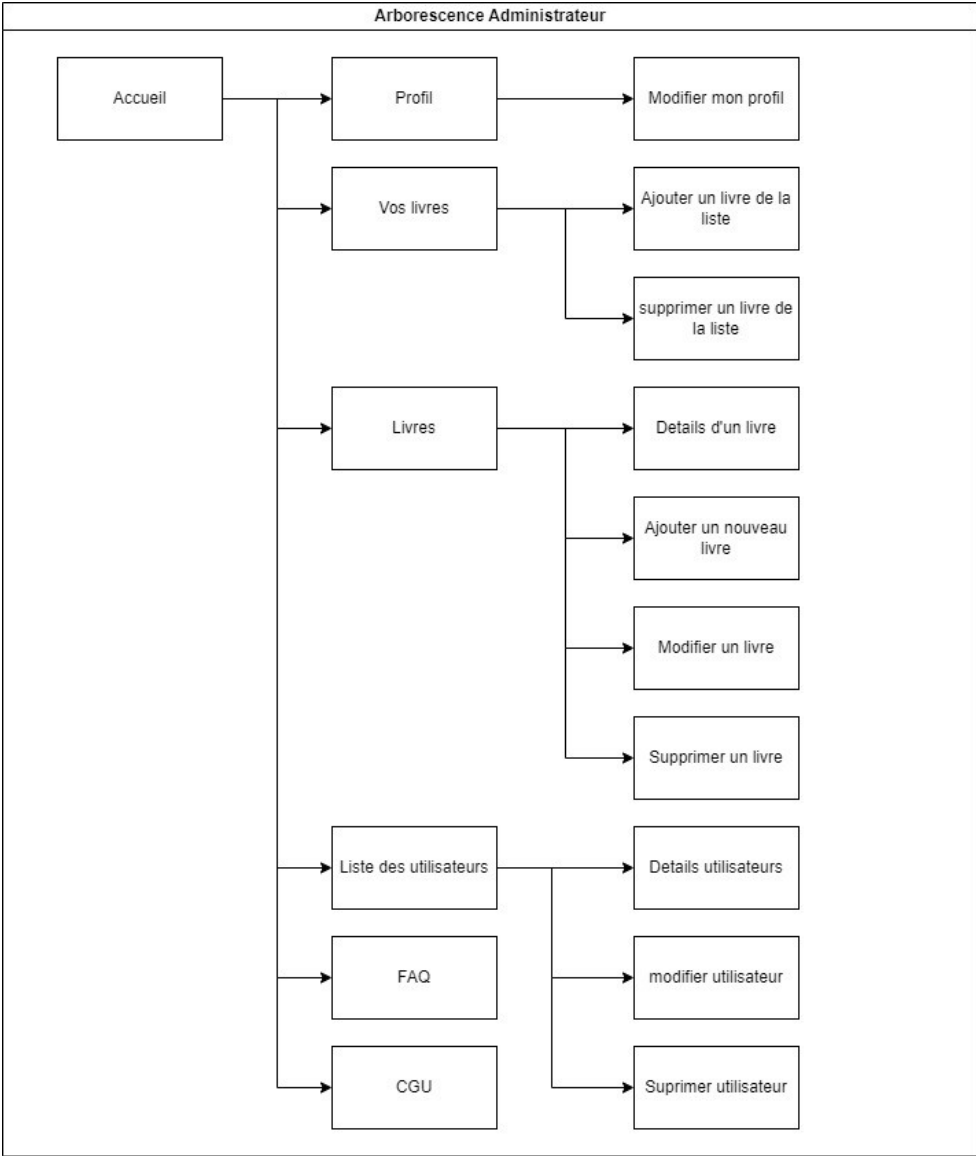 Arborescence Administrateur
Accueil
Profil
Modifier mon profil
Vos livres
Ajouter un livre de la
liste
supprimer un livre de
la liste
Livres
Details d'un livre
Ajouter un nouveau
livre
Modifier un livre
Supprimer un livre
Liste des utilisateurs
Details utilisateurs
FAQ
modifier utilisateur
CGU
Suprimer utilisateur